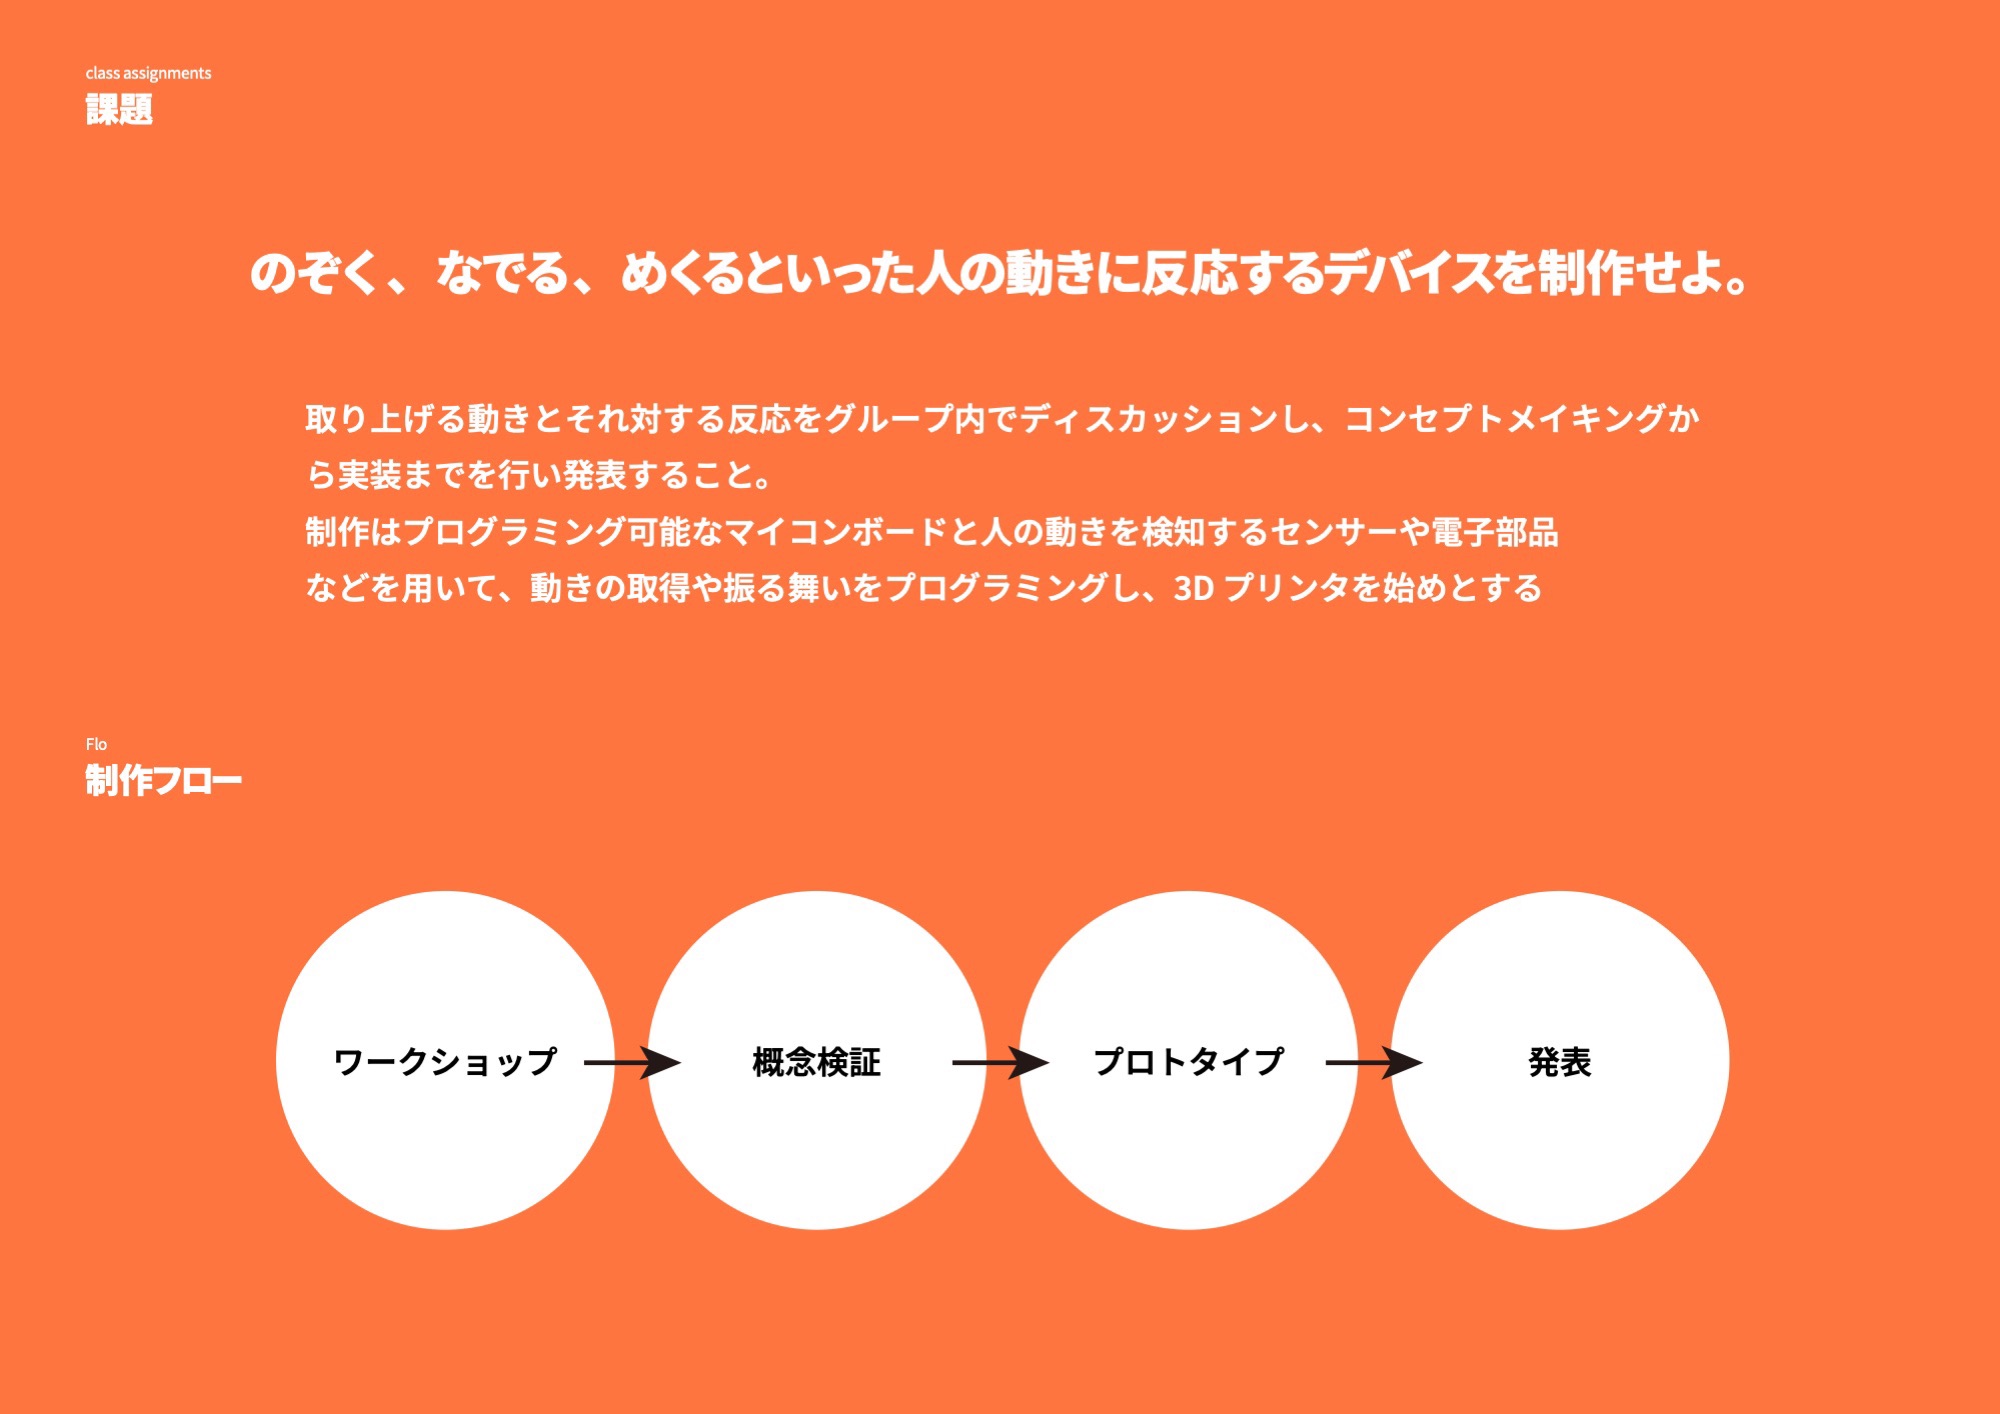 class assignments
課題
のぞく、なでる、めくるといった人の動きに反応するデバイスを制作せよ。
取り上げる動きとそれ対する反応をグループ内でディスカッションし、コンセプトメイキングか
ら実装までを行い発表すること。
制作はプログラミング可能なマイコンボードと人の動きを検知するセンサーや電子部品
などを用いて、動きの取得や振る舞いをプログラミングし、3D プリンタを始めとする
Flo
制作フロー
ワークショップ
概念検証
プロトタイプ
発表